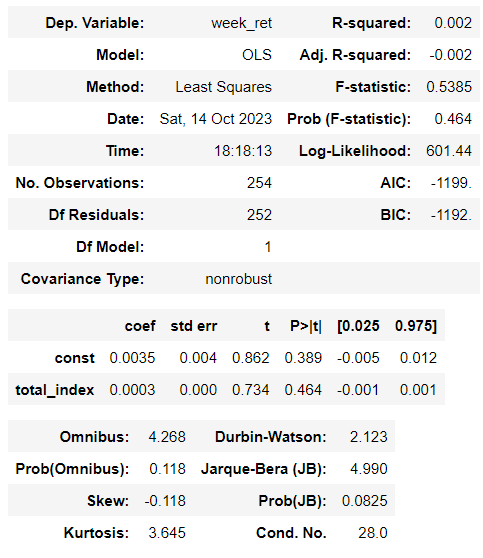 Dep. Variable: week_ret R-squared: 0.002
Model: OLS Adj. R-squared: -0.002
Method: Least Squares F-statistic: 0.5385
Date: Sat, 14 Oct 2023 Prob (F-statistic): 0.464
Time: 18:18:13 Log-Likelihood: 601.44
No. Observations: 254 AIC: -1199.
Df Residuals: 252 BIC: -1192.
Df Model: 1
Covariance Type: nonrobust
coef std err t P>|t| [0.025 0.975]
const 0.0035 0.004 0.862 0.389 -0.005 0.012
total_index 0.0003 0.000 0.734 0.464 -0.001 0.001
Omnibus: 4.268 Durbin-Watson: 2.123
Prob(Omnibus): 0.118 Jarque-Bera (JB): 4.990
Skew: -0.118 Prob(JB): 0.0825
Kurtosis: 3.645 Cond. No. 28.0